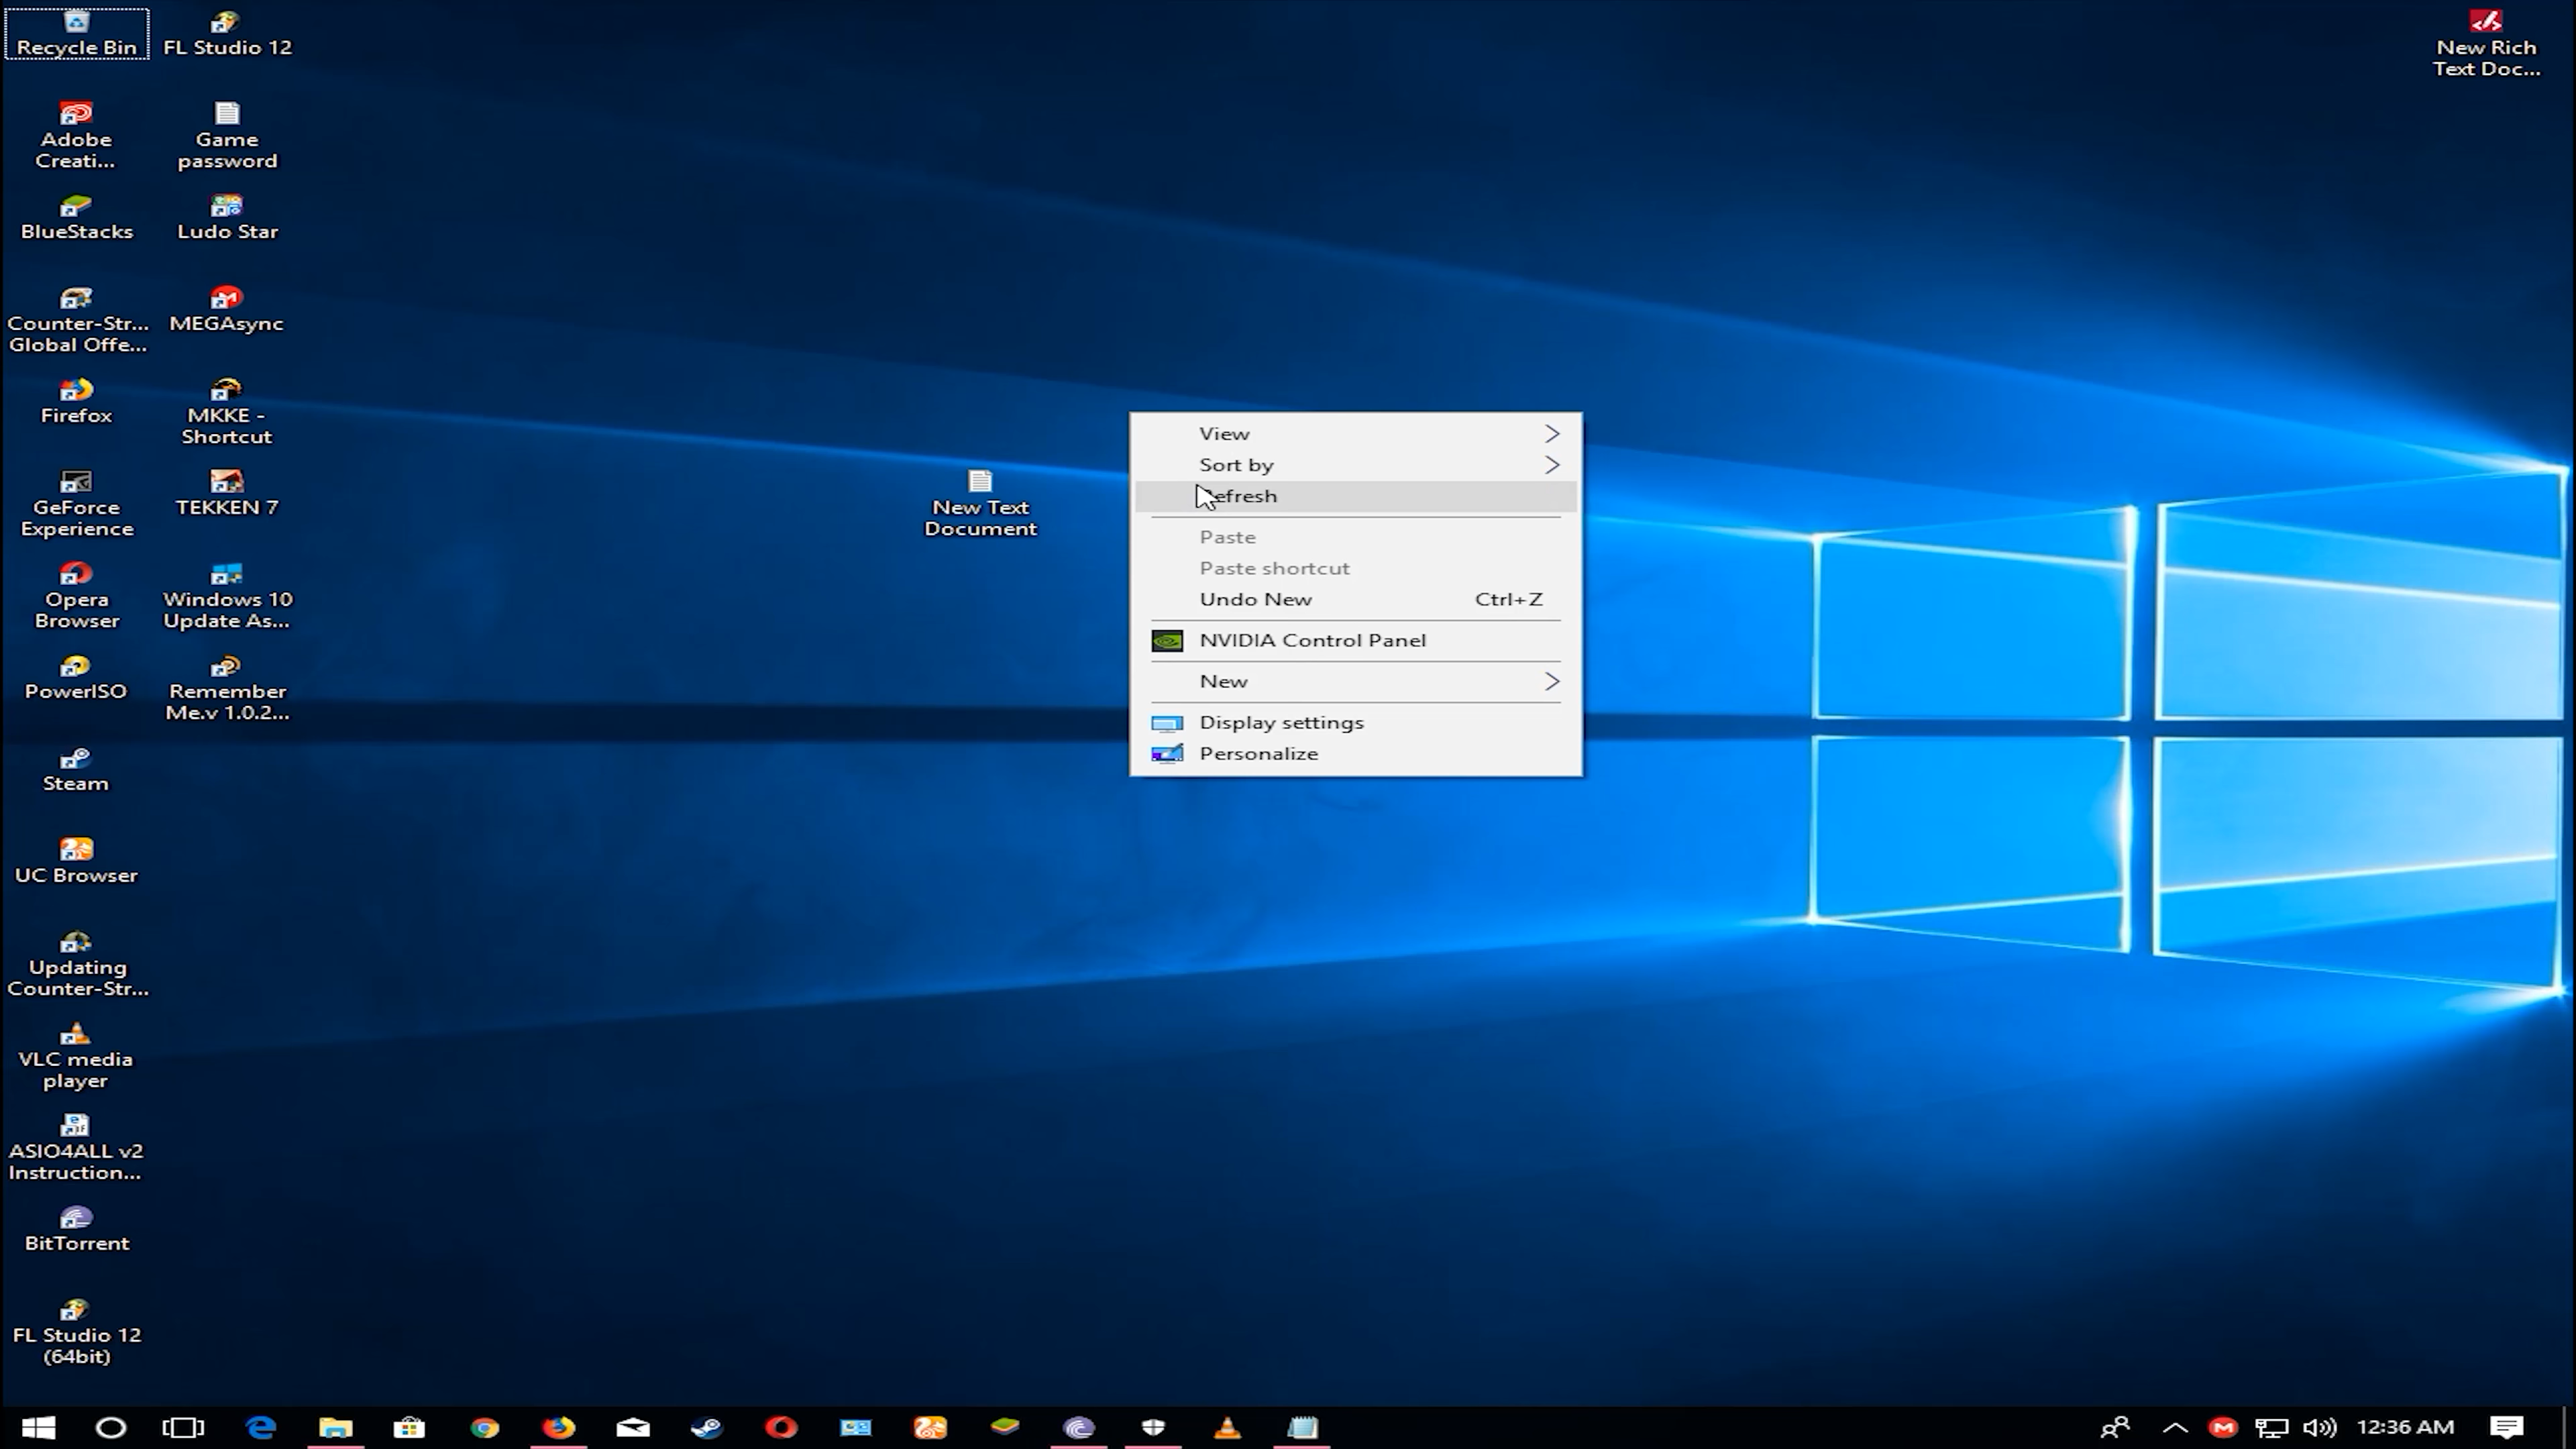 Recycle Bin
FL Studio 12
New Rich
Text Doc...
Adobe
Creati...
Game
password
BlueStacks
Ludo Star
Counter-Str...
Global Offe...
MEGAsync
Firefox
MKKE -
Shortcut
GeForce
Experience
TEKKEN 7
New Text
Document
Opera
Browser
Windows 10
Update As...
PowerISO
Remember
Me.v 1.0.2...
Steam
UC Browser
Updating
Counter-Str...
VLC media
player
ASIO4ALL v2
Instruction...
BitTorrent
FL Studio 12
(64bit)
View
Sort by
Refresh
Paste
Paste shortcut
Undo New Ctrl+Z
NVIDIA Control Panel
New
Display settings
Personalize
12:36 AM